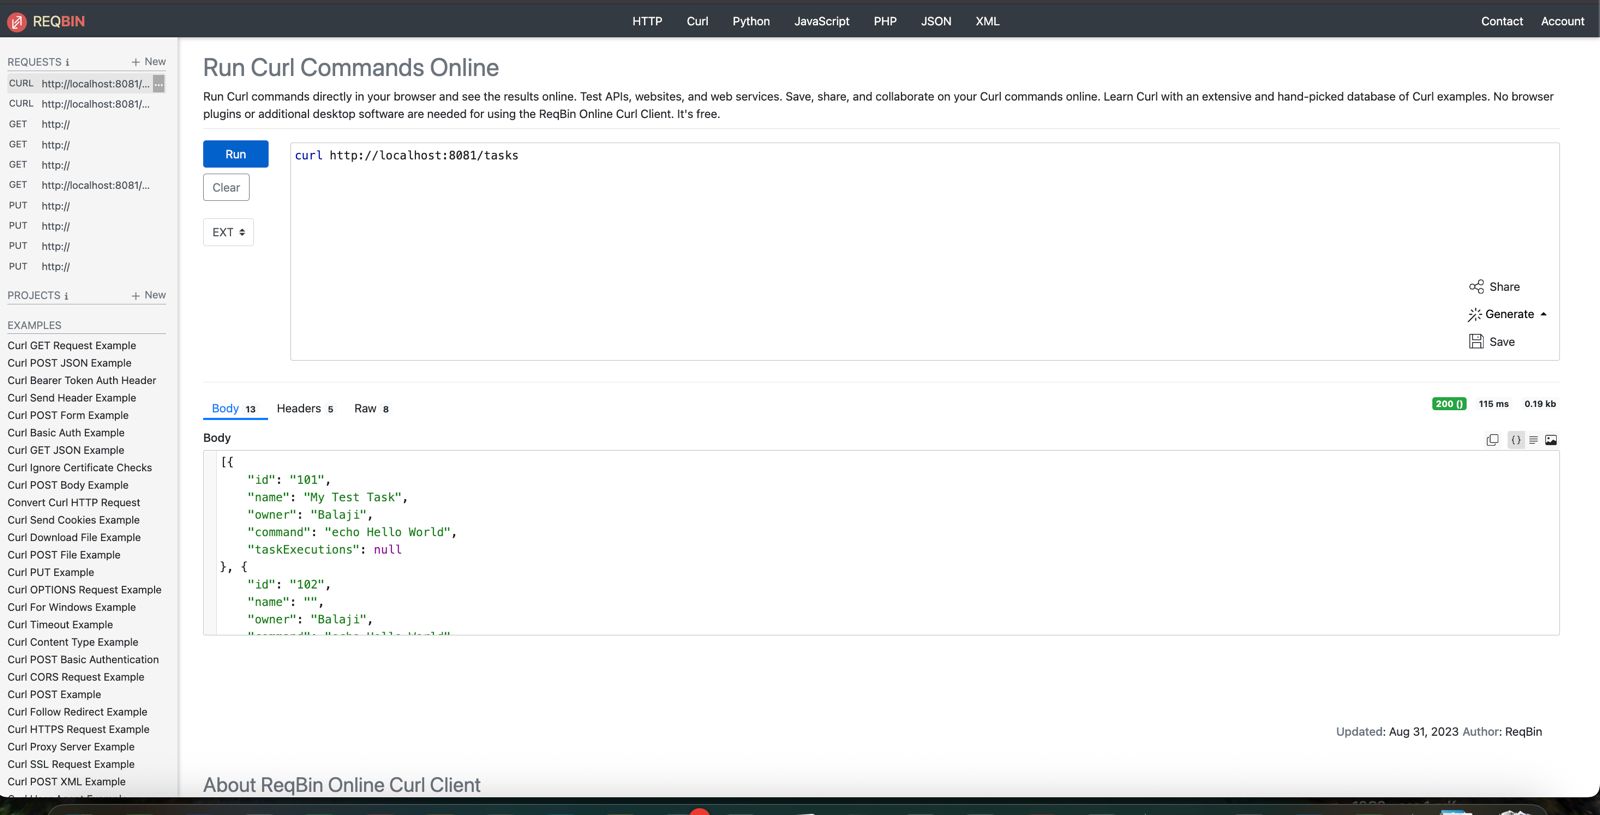 REQBIN
HTTP Curl Python JavaScript PHP JSON XML
Contact Account
REQUESTS i + New
CURL http://localhost:8081/... ...
CURL http://localhost:8081/...
GET http://
GET http://
GET http://
GET http://localhost:8081/...
PUT http://
PUT http://
PUT http://
PUT http://
PROJECTS i + New
EXAMPLES
Curl GET Request Example
Curl POST JSON Example
Curl Bearer Token Auth Header
Curl Send Header Example
Curl POST Form Example
Curl Basic Auth Example
Curl GET JSON Example
Curl Ignore Certificate Checks
Curl POST Body Example
Convert Curl HTTP Request
Curl Send Cookies Example
Curl Download File Example
Curl POST File Example
Curl PUT Example
Curl OPTIONS Request Example
Curl For Windows Example
Curl Timeout Example
Curl Content Type Example
Curl POST Basic Authentication
Curl CORS Request Example
Curl POST Example
Curl Follow Redirect Example
Curl HTTPS Request Example
Curl Proxy Server Example
Curl SSL Request Example
Curl POST XML Example
Run Curl Commands Online
Run Curl commands directly in your browser and see the results online. Test APIs, websites, and web services. Save, share, and collaborate on your Curl commands online. Learn Curl with an extensive and hand-picked database of Curl examples. No browser
plugins or additional desktop software are needed for using the ReqBin Online Curl Client. It's free.
Run
Clear
EXT
curl http://localhost:8081/tasks
Share
Generate
Save
Body 13 Headers 5 Raw 8
200 () 115 ms 0.19 kb
Body
{}
[{
"id": "101",
"name": "My Test Task",
"owner": "Balaji",
"command": "echo Hello World",
"taskExecutions": null
}, {
"id": "102",
"name": "",
"owner": "Balaji",
"command": "echo Hello World"
Updated: Aug 31, 2023 Author: ReqBin
About ReqBin Online Curl Client